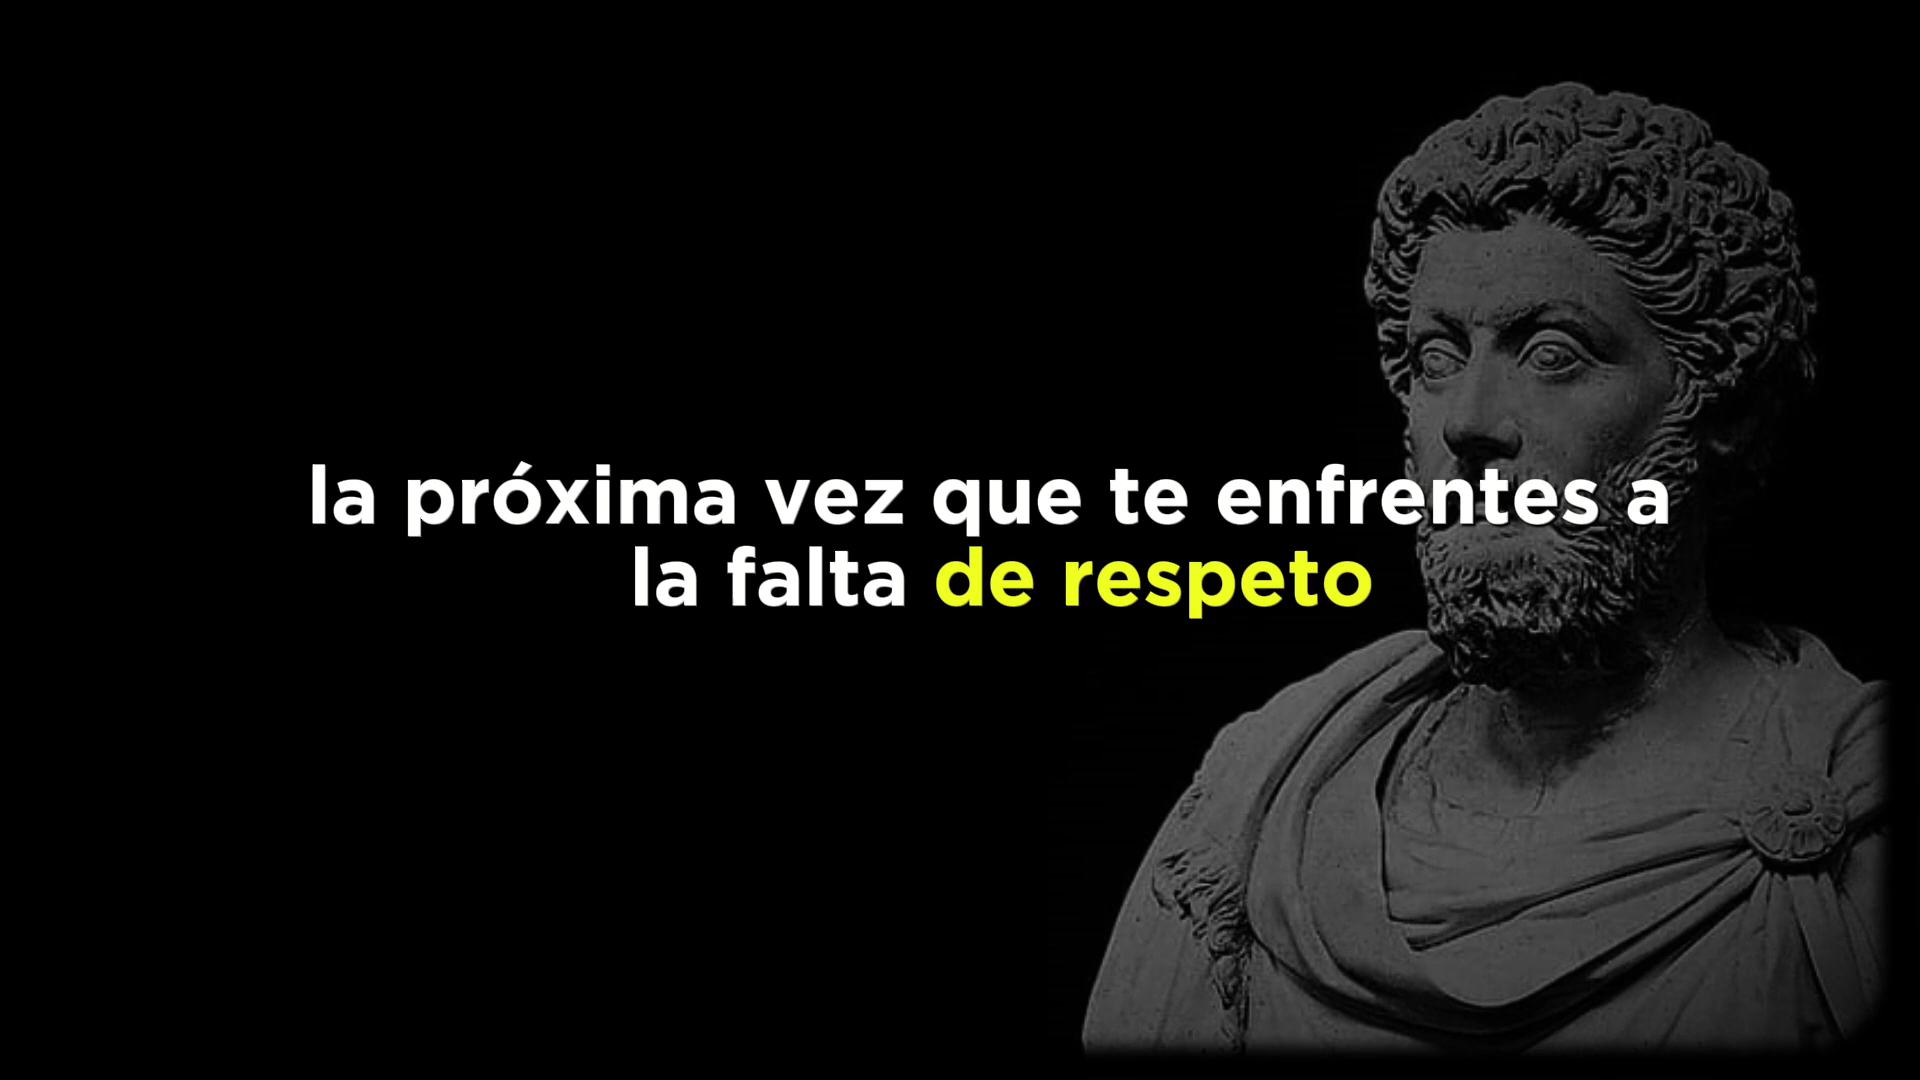 la próxima vez que te enfrentes a
la falta de respeto